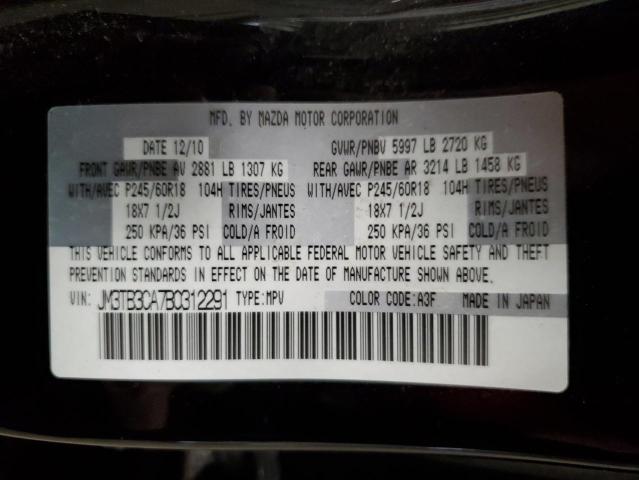 MFD. BY MAZDA MOTOR CORPORATION
DATE 12/10 GVWR/PNBV 5997 LB 2720 KG
FRONT GAWR/PNBE AV 2881 LB 1307 KG REAR GAWR/PNBE AR 3214 LB 1458 KG
WITH/AVEC P245/60R18 104H TIRES/PNEUS WITH/AVEC P245/60R18 104H TIRES/PNEUS
18X7 1/2J RIMS/JANTES 18X7 1/2J RIMS/JANTES
250 KPA/36 PSI COLD/A FROID 250 KPA/36 PSI COLD/A FROID
THIS VEHICLE CONFORMS TO ALL APPLICABLE FEDERAL MOTOR VEHICLE SAFETY AND THEFT
PREVENTION STANDARDS IN EFFECT ON THE DATE OF MANUFACTURE SHOWN ABOVE.
VIN: JM3TB3CA7B0312291 TYPE:MPV COLOR CODE:A3F MADE IN JAPAN